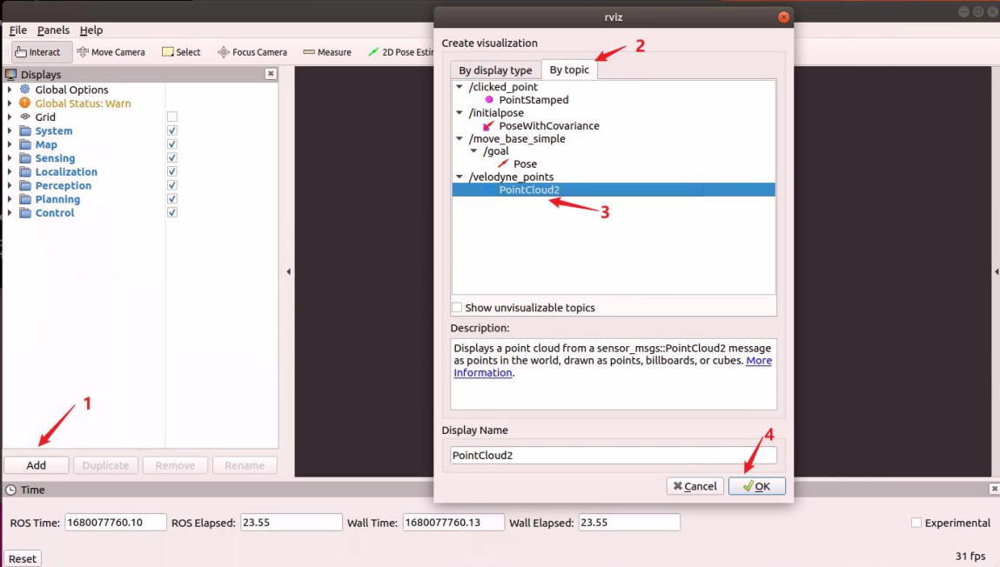 rviz
File Panels Help
Interact Move Camera Select Focus Camera Measure 2D Pose Estin
Displays
Global Options
Global Status: Warn
Grid
System
Map
Sensing
Localization
Perception
Planning
Control
1
Add Duplicate Remove Rename
Create visualization
2
By display type By topic
/clicked_point
PointStamped
/initialpose
PoseWithCovariance
/move_base_simple
/goal
Pose
/velodyne_points
PointCloud2
3
Show unvisualizable topics
Description:
Displays a point cloud from a sensor_msgs::PointCloud2 message
as points in the world, drawn as points, billboards, or cubes. More
Information.
Display Name
4
PointCloud2
Cancel OK
Time
ROS Time: 1680077760.10 ROS Elapsed: 23.55 Wall Time: 1680077760.13 Wall Elapsed: 23.55 Experimental
Reset 31 fps